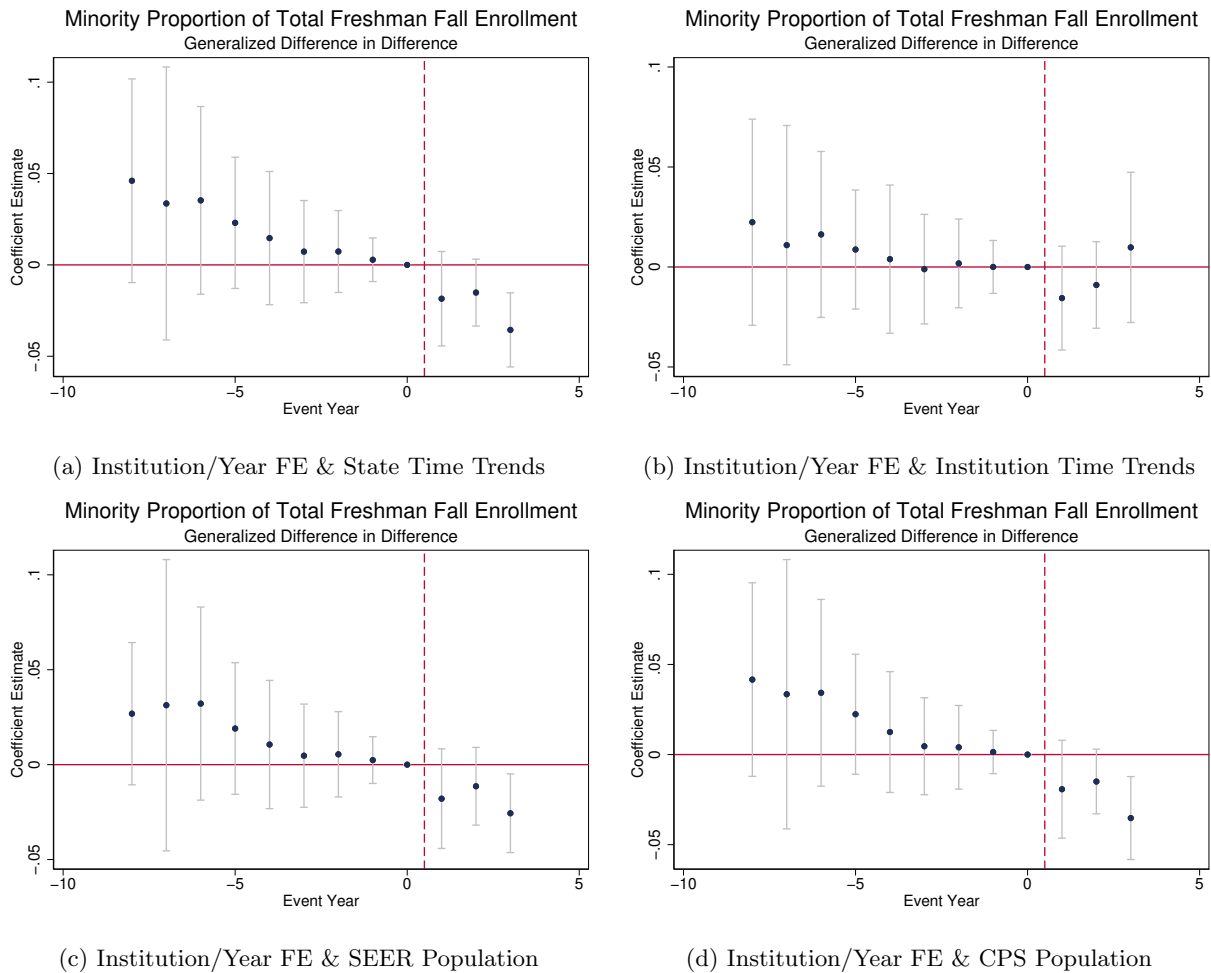 Minority Proportion of Total Freshman Fall Enrollment
Generalized Difference in Difference
.1
.05
0
−.05
Coefficient Estimate
−10
−5
0
5
Event Year
(a) Institution/Year FE & State Time Trends
Minority Proportion of Total Freshman Fall Enrollment
Generalized Difference in Difference
.1
.05
0
−.05
Coefficient Estimate
−10
−5
0
5
Event Year
(b) Institution/Year FE & Institution Time Trends
Minority Proportion of Total Freshman Fall Enrollment
Generalized Difference in Difference
.1
.05
0
−.05
Coefficient Estimate
−10
−5
0
5
Event Year
(c) Institution/Year FE & SEER Population
Minority Proportion of Total Freshman Fall Enrollment
Generalized Difference in Difference
.1
.05
0
−.05
Coefficient Estimate
−10
−5
0
5
Event Year
(d) Institution/Year FE & CPS Population